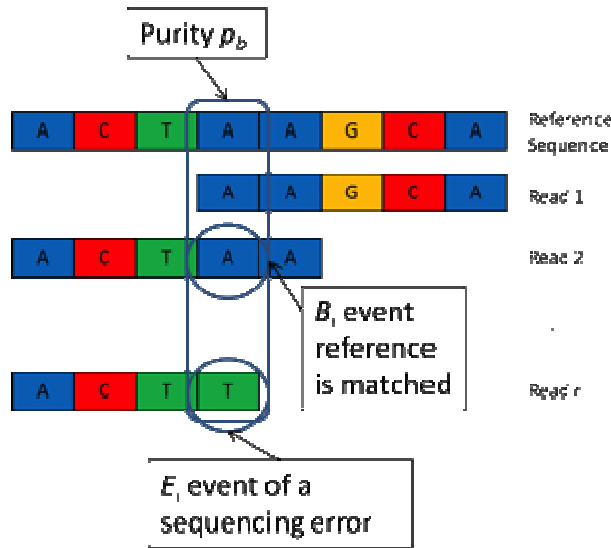 Purity p_b
A C T A A G C A
Reference
Sequence
A A G C A
Read 1
A C T A A
Read 2
B_i event
reference
is matched
.
A C T T
Read r
E_i event of a
sequencing error